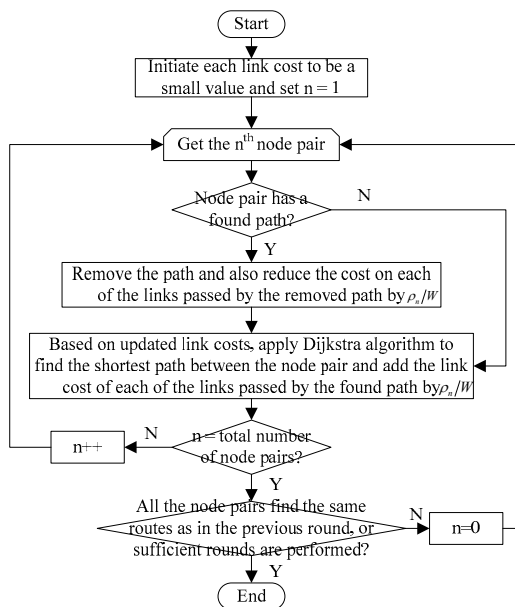 Start
Initiate each link cost to be a
small value and set n = 1
Get the nth node pair
Node pair has a
found path?
N
Y
Remove the path and also reduce the cost on each
of the links passed by the removed path by ρn/W
Based on updated link costs, apply Dijkstra algorithm to
find the shortest path between the node pair and add the link
cost of each of the links passed by the found path by ρn/W
n = total number
of node pairs?
N
n++
Y
All the node pairs find the same
routes as in the previous round, or
sufficient rounds are performed?
N
n=0
Y
End